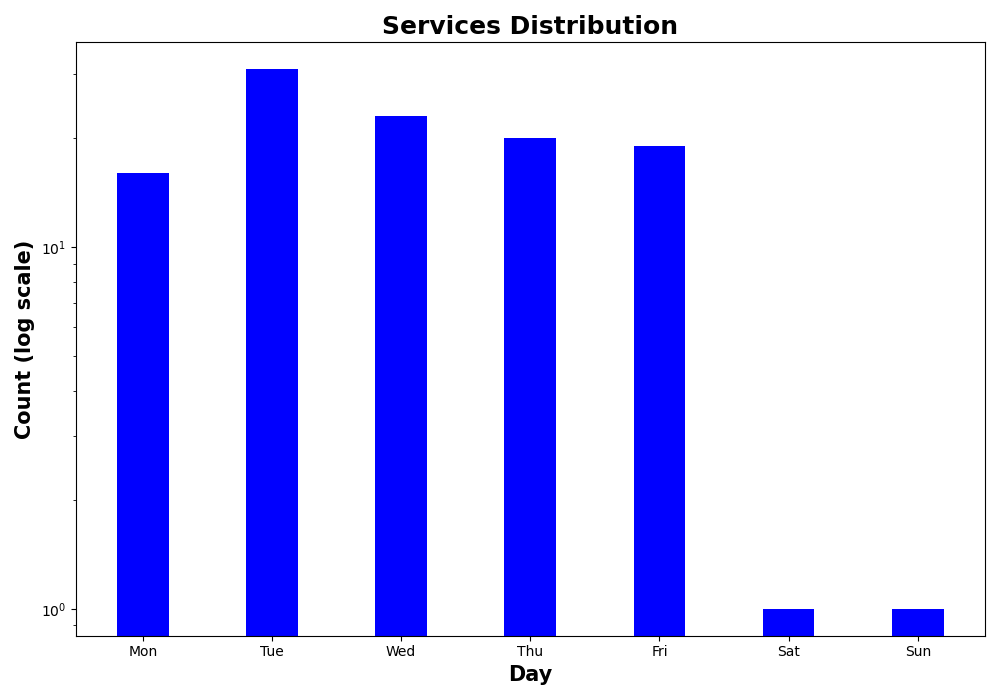 Services Distribution
Count (log scale)
10¹
10⁰
Mon Tue Wed Thu Fri Sat Sun
Day